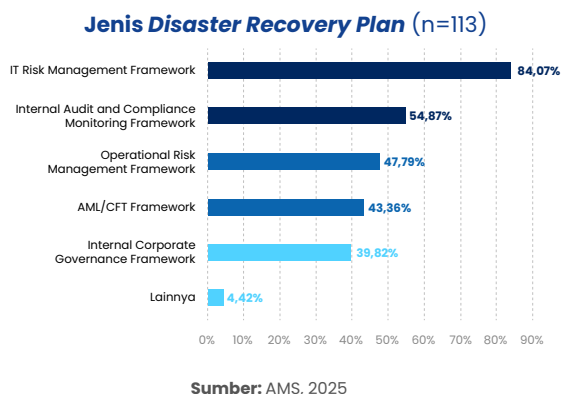 Jenis Disaster Recovery Plan (n=113)
IT Risk Management Framework
84,07%
Internal Audit and Compliance
Monitoring Framework
54,87%
Operational Risk
Management Framework
47,79%
AML/CFT Framework
43,36%
Internal Corporate
Governance Framework
39,82%
Lainnya
4,42%
0% 10% 20% 30% 40% 50% 60% 70% 80% 90%
Sumber: AMS, 2025